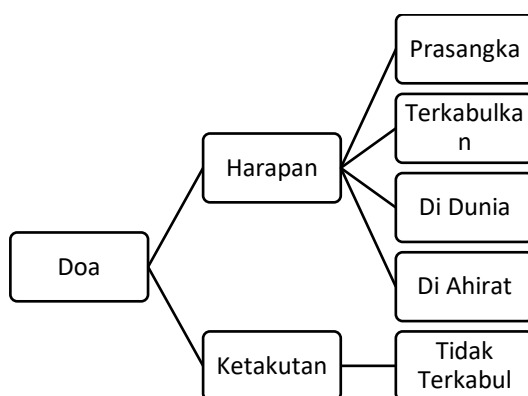 Doa
Harapan
Prasangka
Terkabulka
n
Di Dunia
Di Ahirat
Ketakutan
Tidak
Terkabul